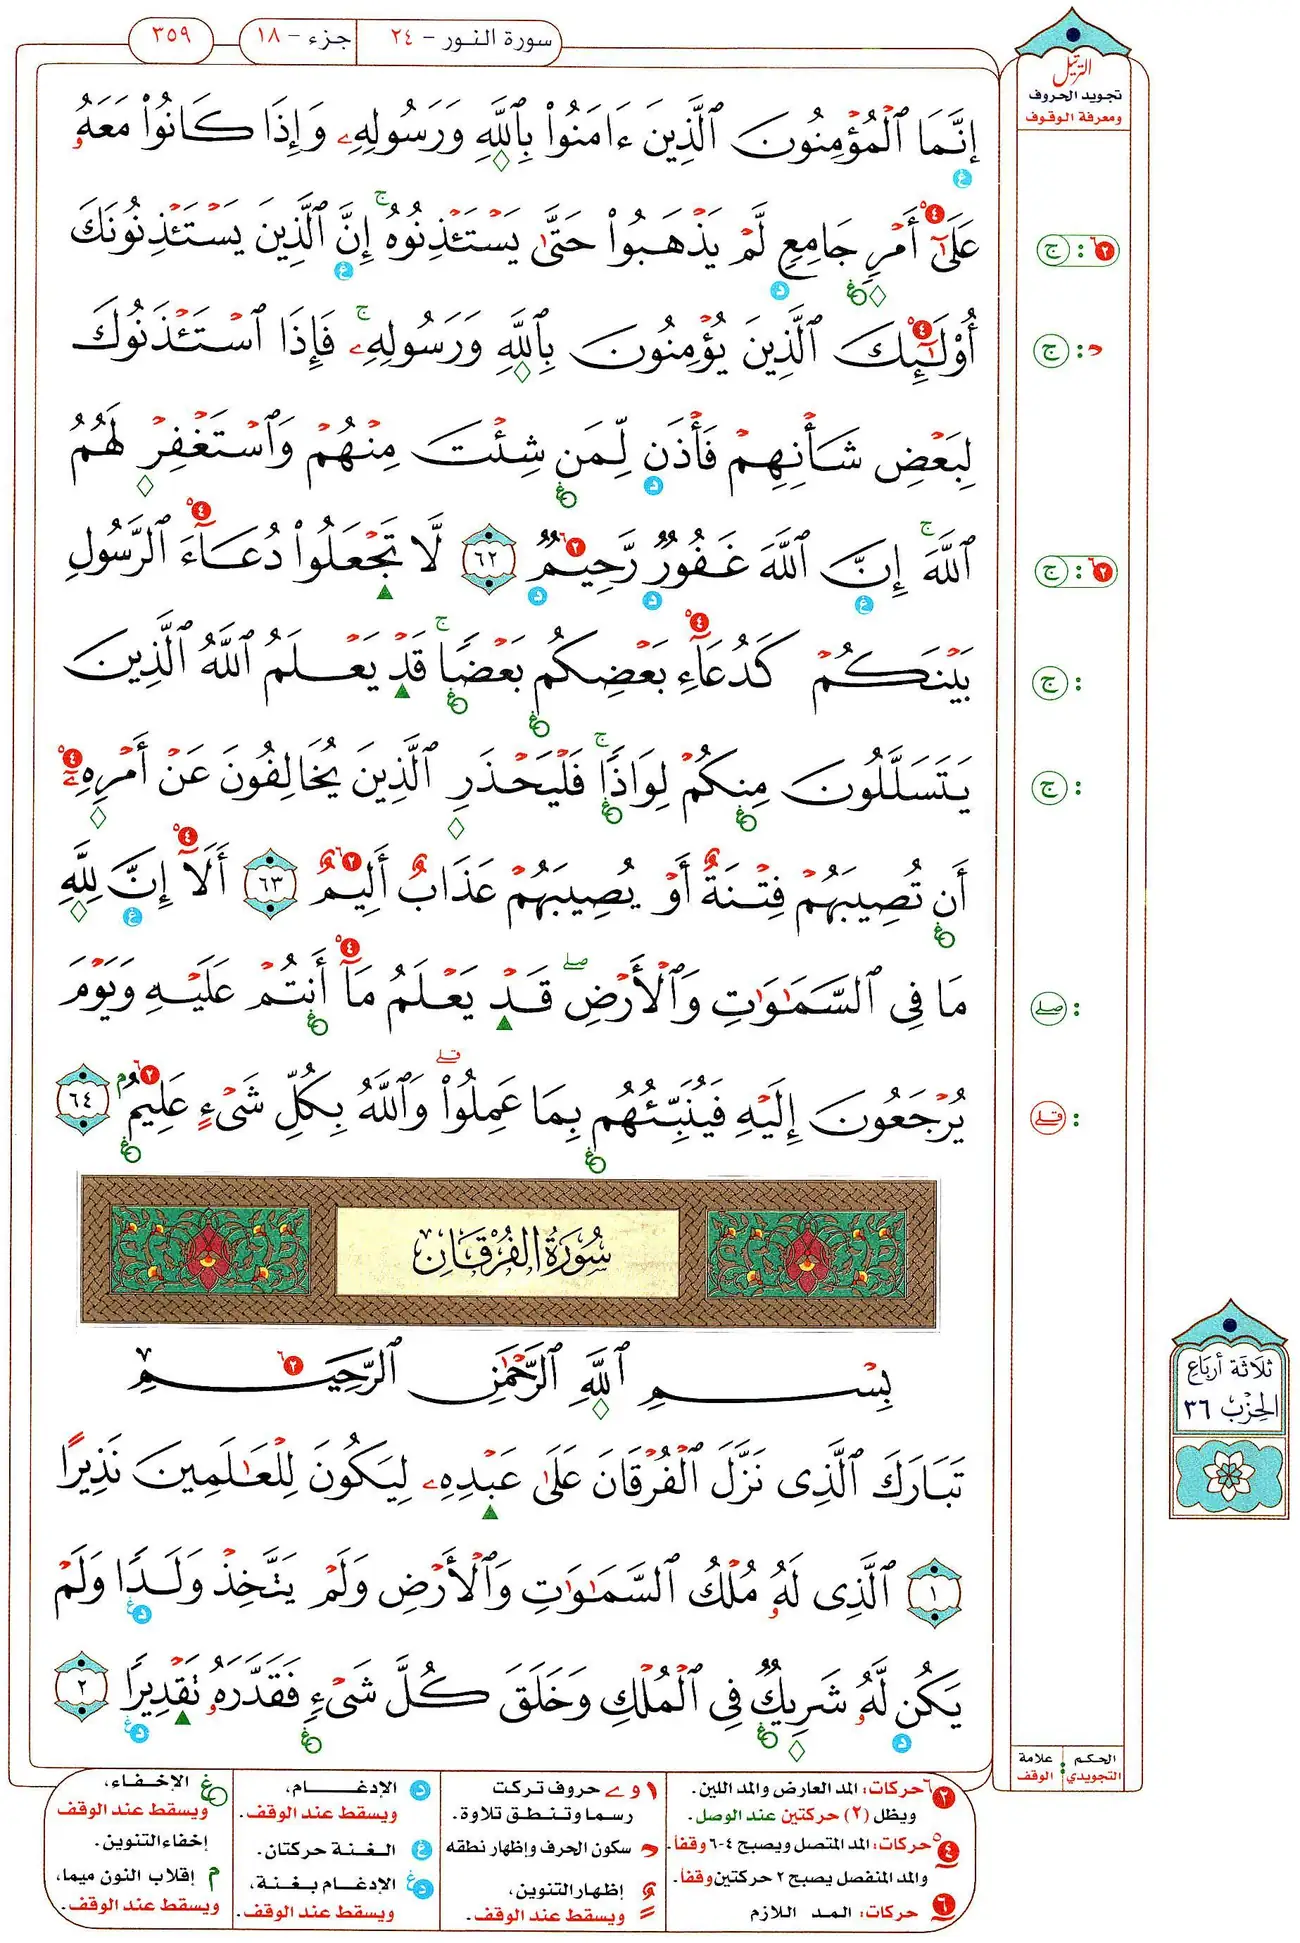 سورة النور - ٢٤
جزء - ١٨
٣٥٩
الترتيل
تجويد الحروف
ومعرفة الوقوف
إِنَّمَا ٱلْمُؤْمِنُونَ ٱلَّذِينَ ءَامَنُوا۟ بِٱللَّهِ وَرَسُولِهِۦ وَإِذَا كَانُوا۟ مَعَهُۥ
عَلَىٰٓ أَمْرٍ جَامِعٍ لَّمْ يَذْهَبُوا۟ حَتَّىٰ يَسْتَـْٔذِنُوهُ ۚ إِنَّ ٱلَّذِينَ يَسْتَـْٔذِنُونَكَ
أُو۟لَـٰٓئِكَ ٱلَّذِينَ يُؤْمِنُونَ بِٱللَّهِ وَرَسُولِهِۦ ۚ فَإِذَا ٱسْتَـْٔذَنُوكَ
لِبَعْضِ شَأْنِهِمْ فَأْذَن لِّمَن شِئْتَ مِنْهُمْ وَٱسْتَغْفِرْ لَهُمُ
ٱللَّهَ ۚ إِنَّ ٱللَّهَ غَفُورٌ رَّحِيمٌ ٦٢ لَّا تَجْعَلُوا۟ دُعَآءَ ٱلرَّسُولِ
بَيْنَكُمْ كَدُعَآءِ بَعْضِكُم بَعْضًا ۚ قَدْ يَعْلَمُ ٱللَّهُ ٱلَّذِينَ
يَتَسَلَّلُونَ مِنكُمْ لِوَاذًا ۚ فَلْيَحْذَرِ ٱلَّذِينَ يُخَالِفُونَ عَنْ أَمْرِهِۦٓ
أَن تُصِيبَهُمْ فِتْنَةٌ أَوْ يُصِيبَهُمْ عَذَابٌ أَلِيمٌ ٦٣ أَلَآ إِنَّ لِلَّهِ
مَا فِى ٱلسَّمَـٰوَٰتِ وَٱلْأَرْضِ ۖ قَدْ يَعْلَمُ مَآ أَنتُمْ عَلَيْهِ وَيَوْمَ
يُرْجَعُونَ إِلَيْهِ فَيُنَبِّئُهُم بِمَا عَمِلُوا۟ ۗ وَٱللَّهُ بِكُلِّ شَىْءٍ عَلِيمٌۢ ٦٤
سُورَةُ الفُرْقَانِ
بِسْمِ ٱللَّهِ ٱلرَّحْمَـٰنِ ٱلرَّحِيمِ
تَبَارَكَ ٱلَّذِى نَزَّلَ ٱلْفُرْقَانَ عَلَىٰ عَبْدِهِۦ لِيَكُونَ لِلْعَـٰلَمِينَ نَذِيرًا
١ ٱلَّذِى لَهُۥ مُلْكُ ٱلسَّمَـٰوَٰتِ وَٱلْأَرْضِ وَلَمْ يَتَّخِذْ وَلَدًا وَلَمْ
يَكُن لَّهُۥ شَرِيكٌ فِى ٱلْمُلْكِ وَخَلَقَ كُلَّ شَىْءٍ فَقَدَّرَهُۥ تَقْدِيرًا ٢
ثلاثة أرباع
الحزب ٣٦
الحكم التجويدي : علامة الوقف
٢ ٦ حركات: المد العارض والمد اللين.
ويظل (٢) حركتين عند الوصل.
٤ ٥ حركات: المد المتصل ويصبح ٤-٦ وقفاً.
والمد المنفصل يصبح ٢ حركتين وقفاً.
٦ حركات: المد اللازم
ا و ے حروف تركت
رسما وتنطق تلاوة.
سكون الحرف وإظهار نطقه
إظهار التنوين،
ويسقط عند الوقف.
د الإدغام،
ويسقط عند الوقف.
غ الغنة حركتان.
الإدغام بغنة،
ويسقط عند الوقف.
الإخفاء،
ويسقط عند الوقف
إخفاء التنوين.
م إقلاب النون ميما،
ويسقط عند الوقف.